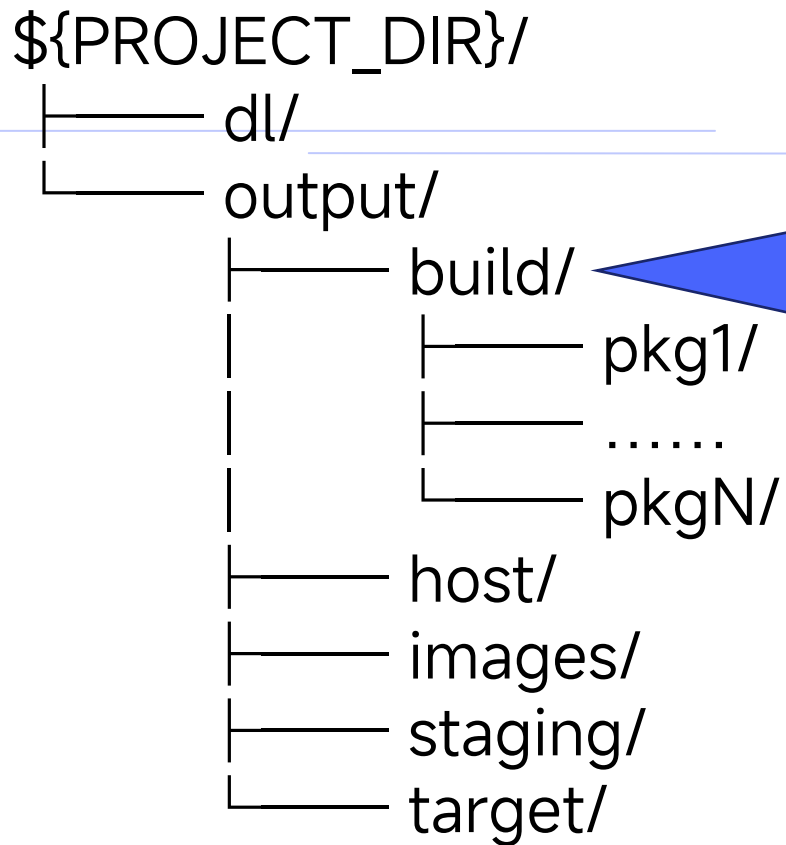 ${PROJECT_DIR}/
dl/
output/
build/
pkg1/
......
pkgN/
host/
images/
staging/
target/